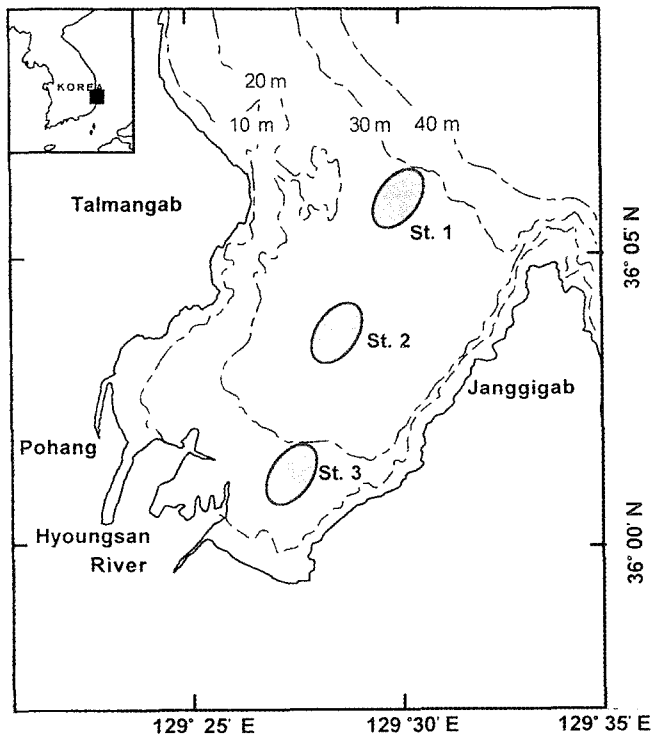 KOREA
20 m
10 m
30 m
40 m
Talmangab
St. 1
36° 05' N
St. 2
Janggigab
Pohang
St. 3
Hyoungsan
River
36° 00' N
129° 25' E
129°30' E
129° 35' E